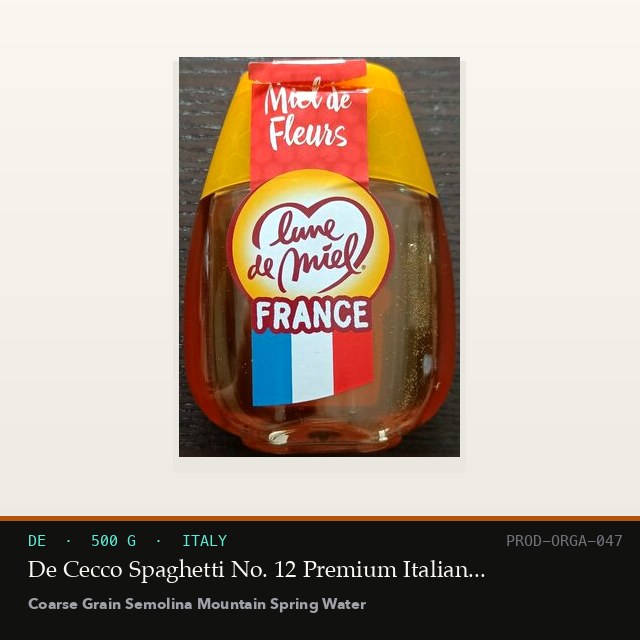 Miel de
Fleurs
lune
de miel®
FRANCE
DE · 500 G · ITALY
PROD–ORGA–047
De Cecco Spaghetti No. 12 Premium Italian...
Coarse Grain Semolina Mountain Spring Water